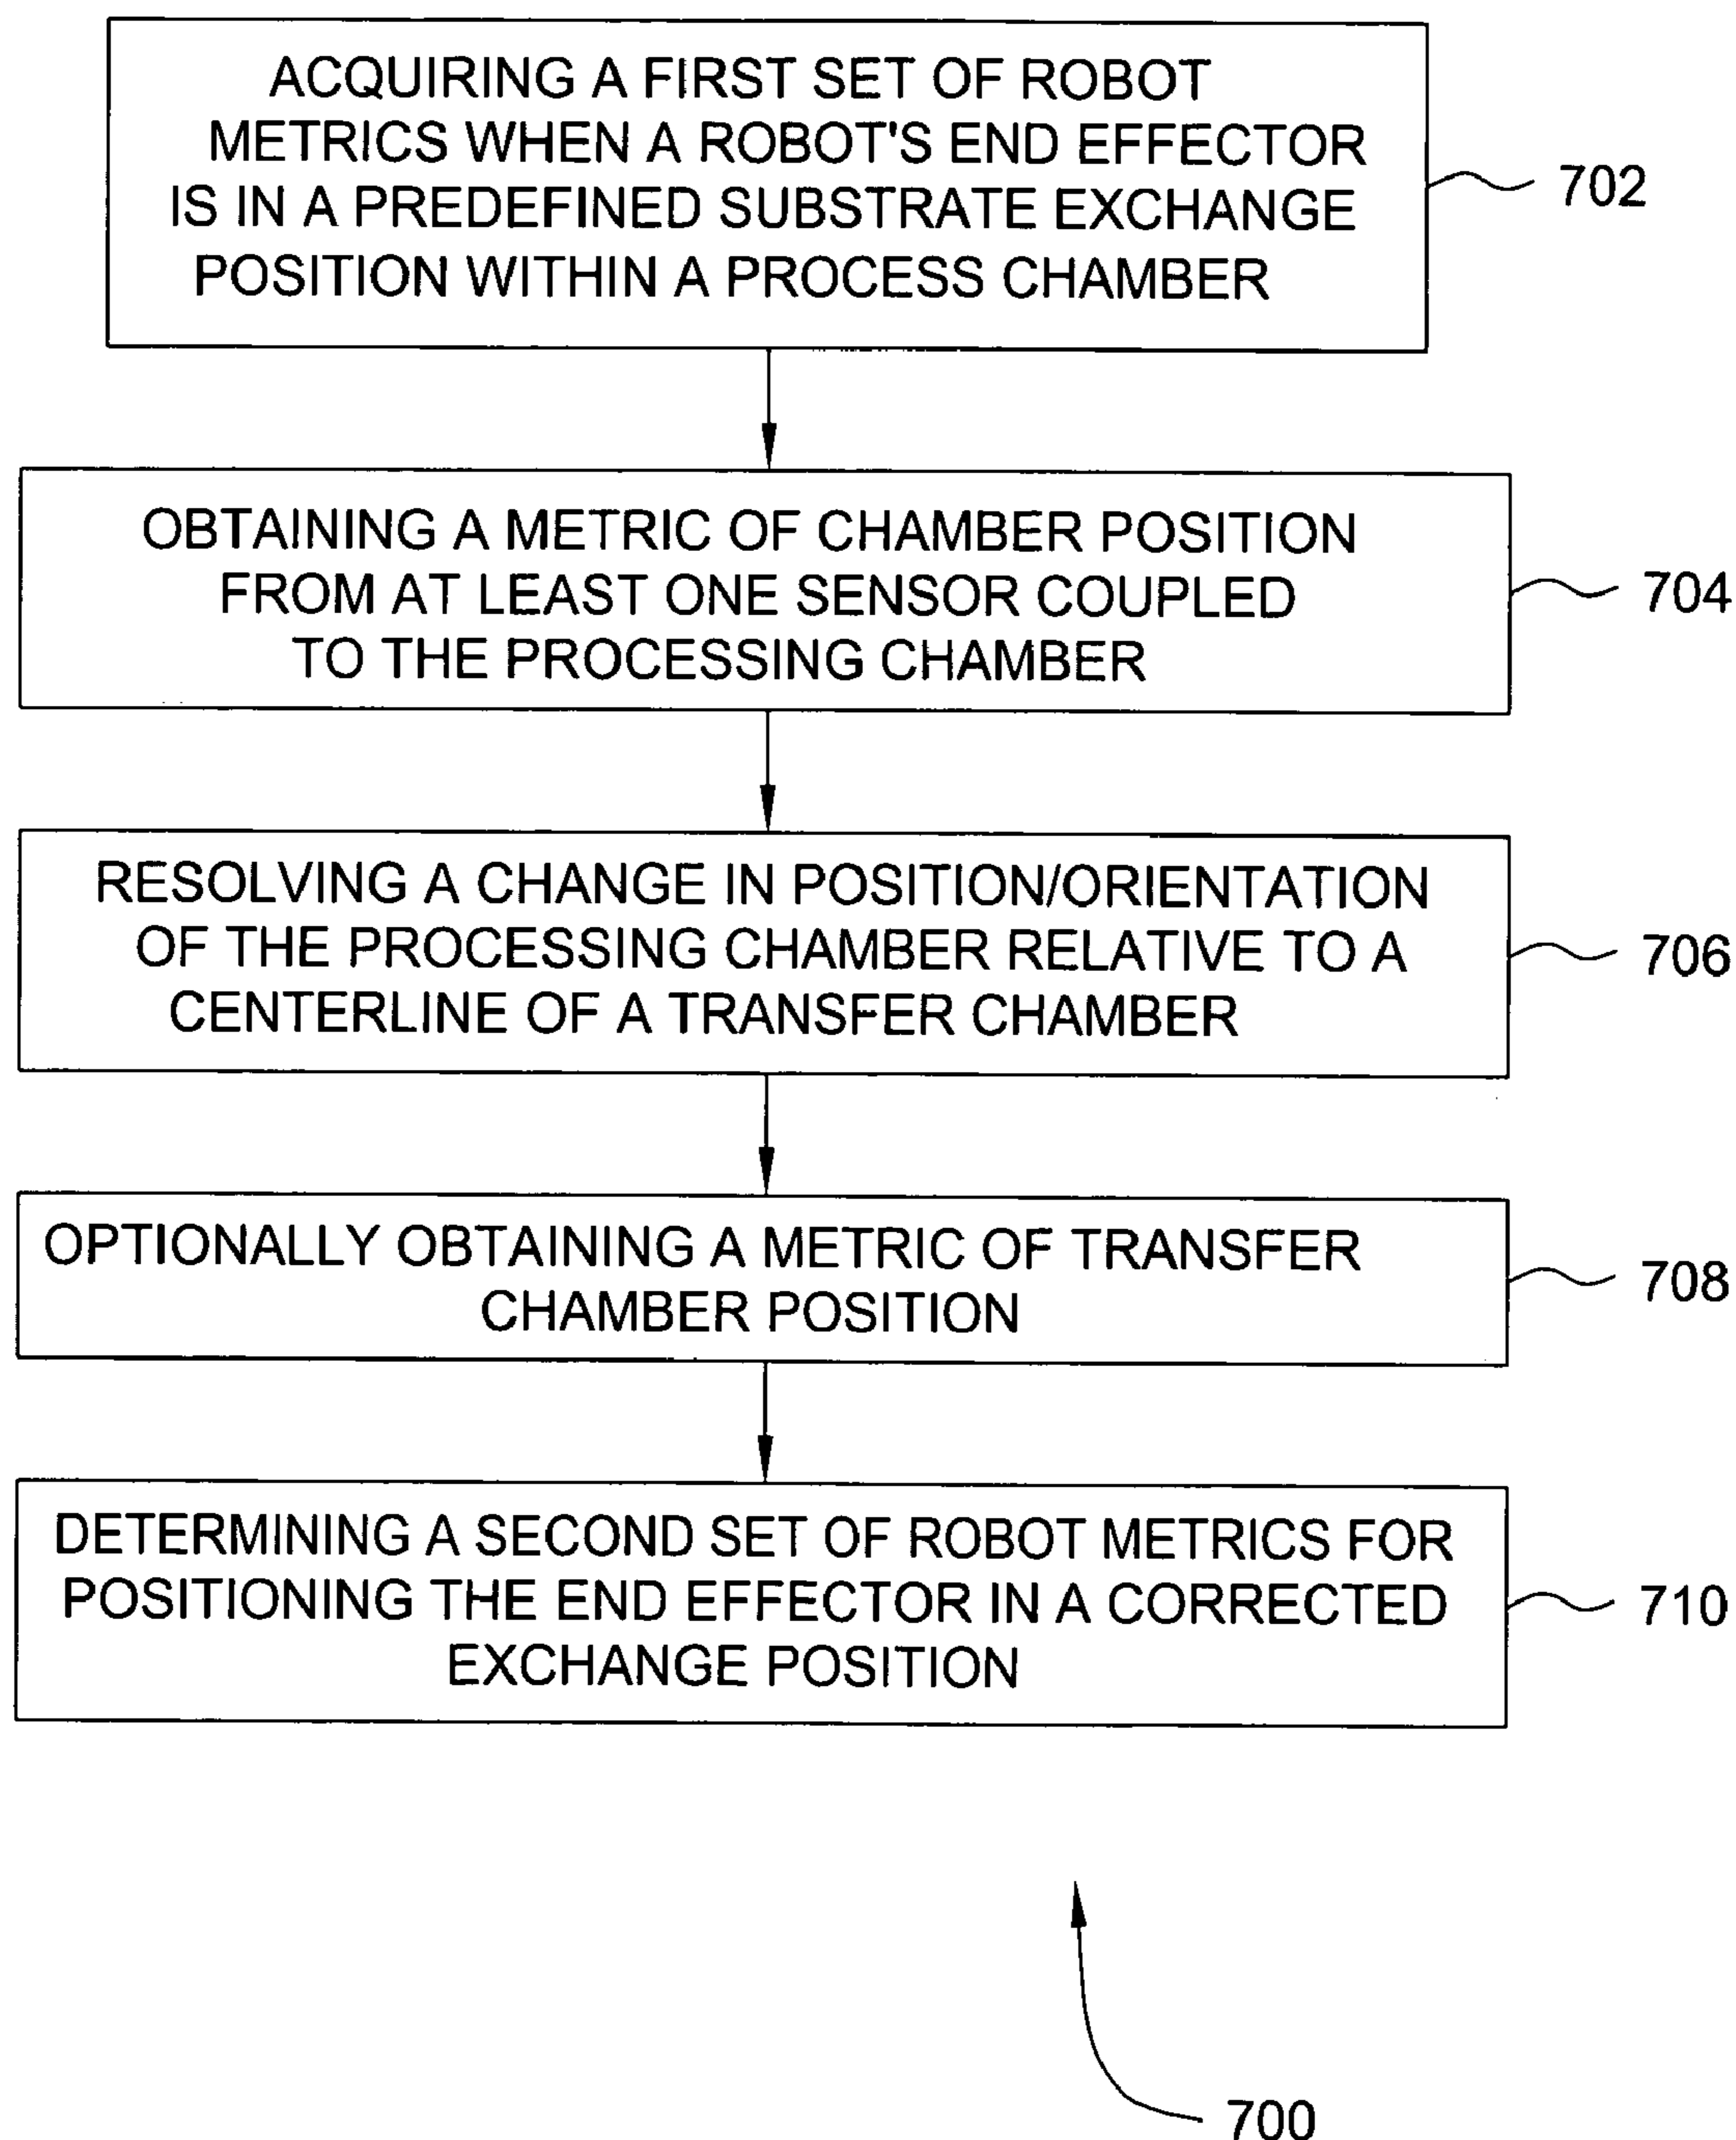 ACQUIRING A FIRST SET OF ROBOT
METRICS WHEN A ROBOT'S END EFFECTOR
IS IN A PREDEFINED SUBSTRATE EXCHANGE
POSITION WITHIN A PROCESS CHAMBER
702
OBTAINING A METRIC OF CHAMBER POSITION
FROM AT LEAST ONE SENSOR COUPLED
TO THE PROCESSING CHAMBER
704
RESOLVING A CHANGE IN POSITION/ORIENTATION
OF THE PROCESSING CHAMBER RELATIVE TO A
CENTERLINE OF A TRANSFER CHAMBER
706
OPTIONALLY OBTAINING A METRIC OF TRANSFER
CHAMBER POSITION
708
DETERMINING A SECOND SET OF ROBOT METRICS FOR
POSITIONING THE END EFFECTOR IN A CORRECTED
EXCHANGE POSITION
710
700